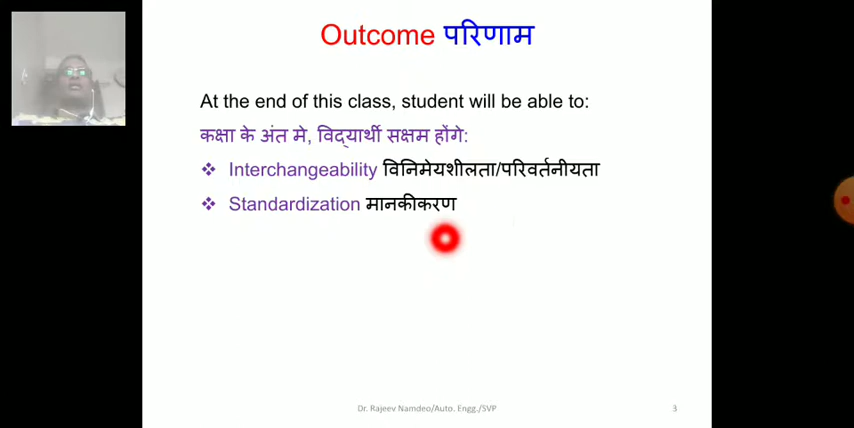 Outcome परिणाम
At the end of this class, student will be able to:
कक्षा के अंत मे, विद्यार्थी सक्षम होंगे:
❖ Interchangeability विनिमेयशीलता/परिवर्तनीयता
❖ Standardization मानकीकरण
Dr. Rajeev Namdeo/Auto. Engg./SVP 3